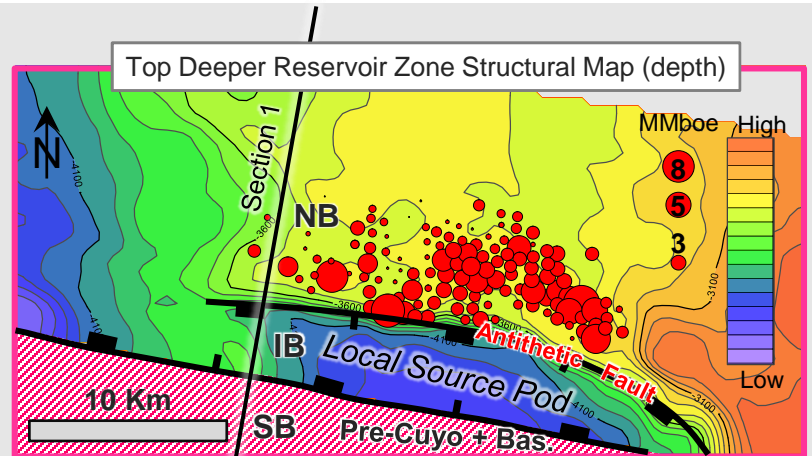 Top Deeper Reservoir Zone Structural Map (depth)
N
Section 1
MMboe
High
8
5
3
Low
-4100
-3600
NB
-3600
-3100
-4100
IB
-4100
Local Source Pod
Antithetic Fault
-4100
-3100
10 Km
SB
Pre-Cuyo + Bas.